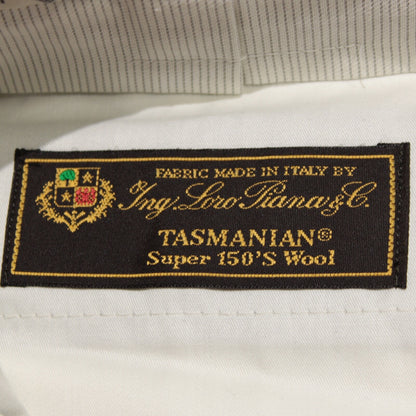 FABRIC MADE IN ITALY BY
Ing. Loro Piana & C.
TASMANIAN®
Super 150'S Wool